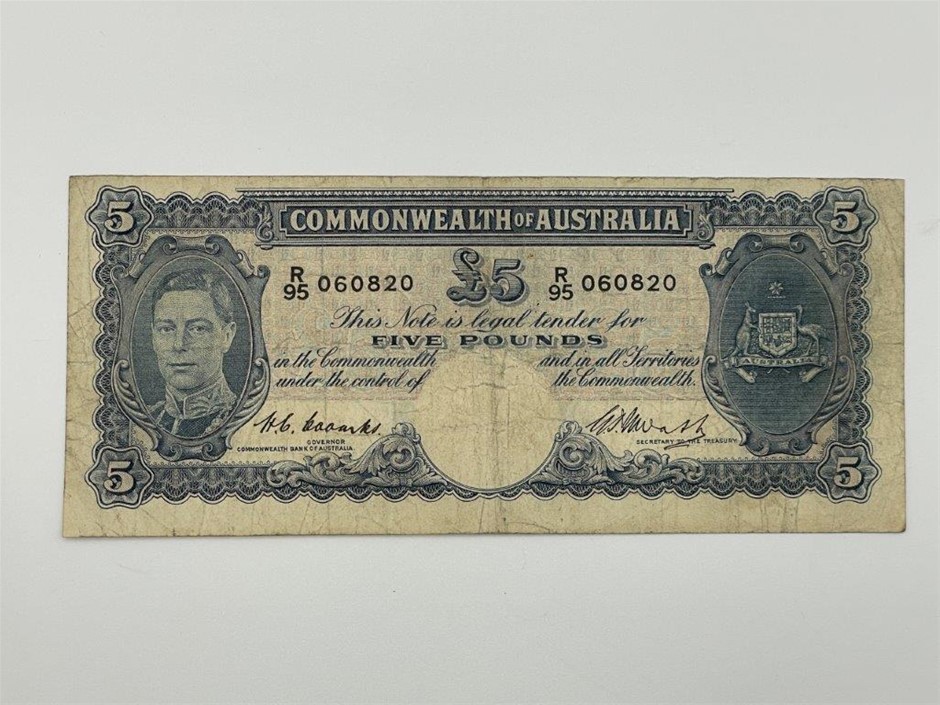 5 5
COMMONWEALTH OF AUSTRALIA
R/95 060820 £5 R/95 060820
This Note is legal tender for
FIVE POUNDS
in the Commonwealth and in all Territories
under the control of the Commonwealth.
AUSTRALIA
GOVERNOR
COMMONWEALTH BANK OF AUSTRALIA.
SECRETARY TO THE TREASURY.
5 5